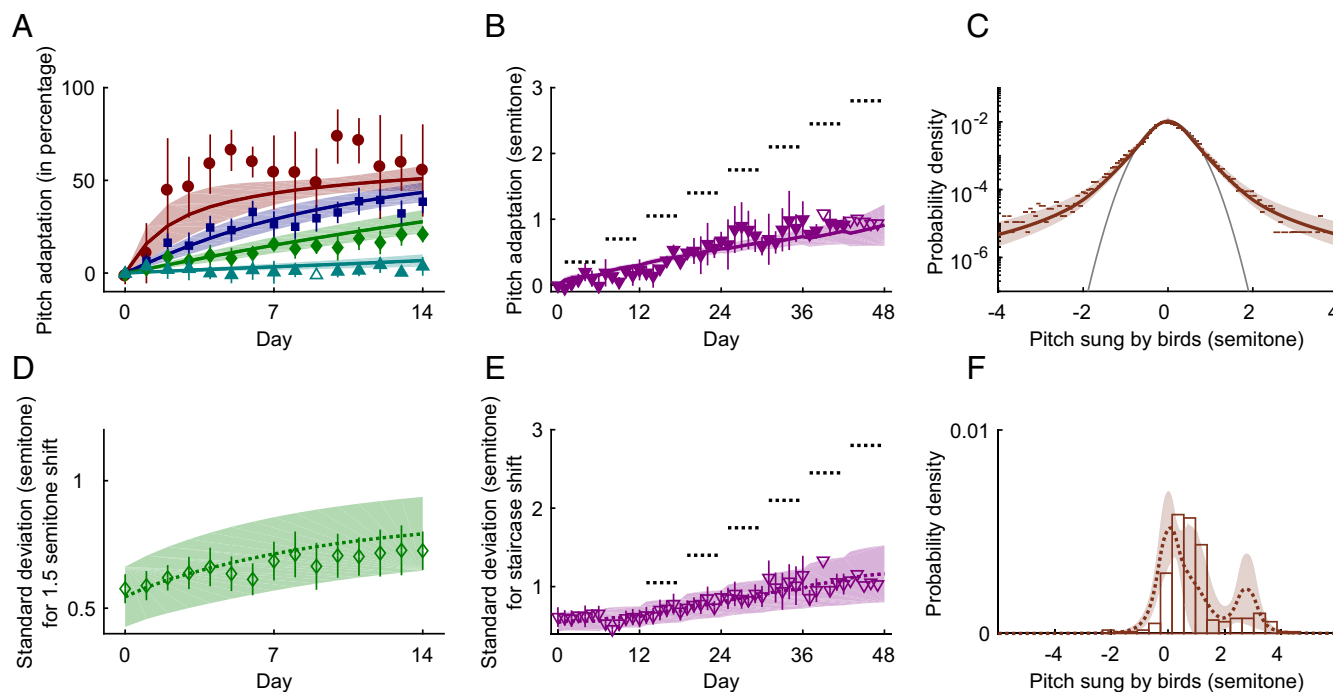 A
Pitch adaptation (in percentage)
100
50
0
0 7 14
Day
B
Pitch adaptation (semitone)
3
2
1
0
0 12 24 36 48
Day
C
Probability density
10-2
10-4
10-6
-4 -2 0 2 4
Pitch sung by birds (semitone)
D
Standard deviation (semitone)
for 1.5 semitone shift
1
0.5
0 7 14
Day
E
Standard deviation (semitone)
for staircase shift
3
2
1
0
0 12 24 36 48
Day
F
Probability density
0.01
0
-4 -2 0 2 4
Pitch sung by birds (semitone)